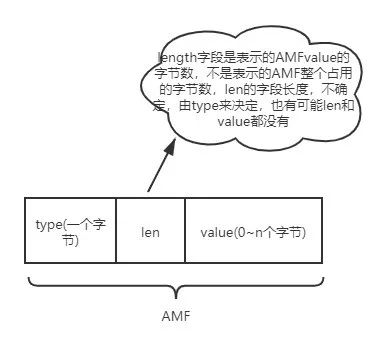 length字段是表示的AMFvalue的
字节数，不是表示的AMF整个占用
的字节数，len的字段长度，不确
定，由type来决定，也有可能len和
value都没有
type(一个字
节)
len
value(0~n个字节)
AMF